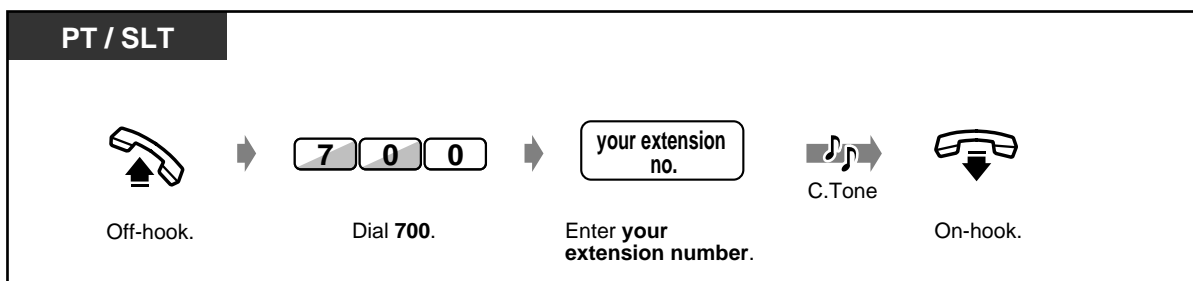 PT / SLT
7 0 0
your extension
no.
C.Tone
Off-hook.
Dial 700.
Enter your
extension number.
On-hook.